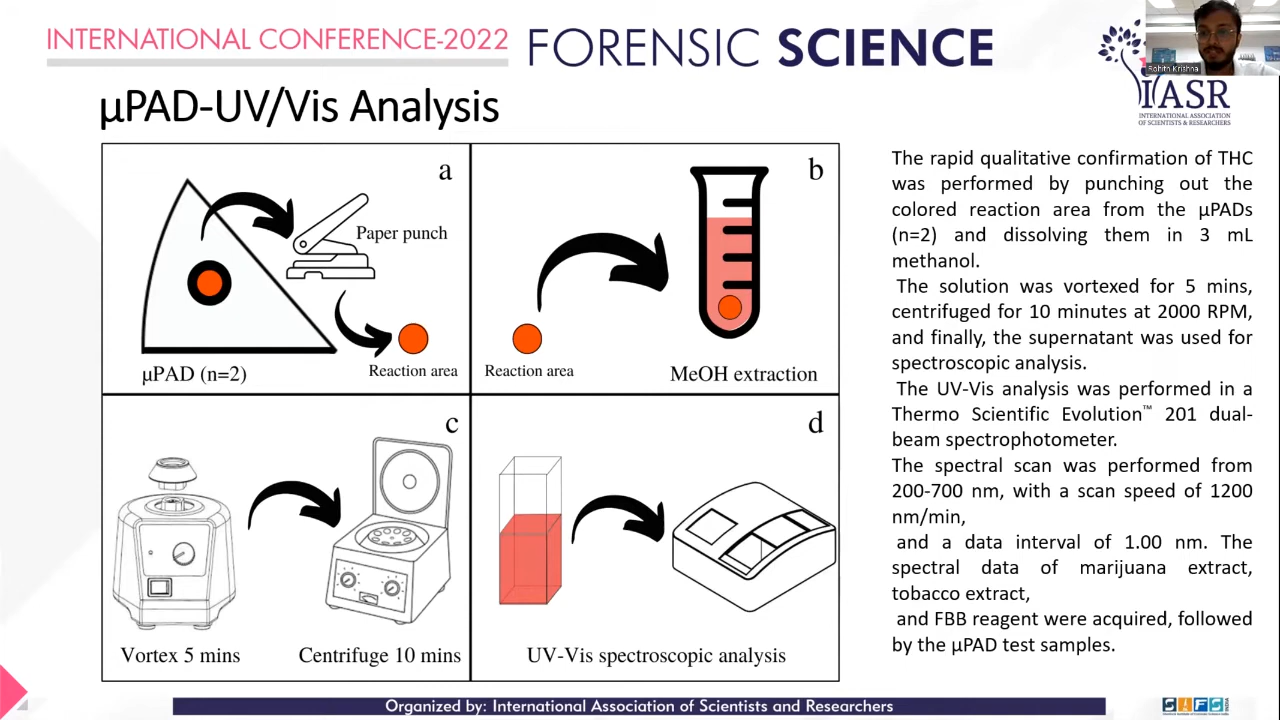 INTERNATIONAL CONFERENCE-2022 FORENSIC SCIENCE
Rohith Krishna
IASR
INTERNATIONAL ASSOCIATION
OF SCIENTISTS & RESEARCHERS
µPAD-UV/Vis Analysis
a
Paper punch
µPAD (n=2)
Reaction area
b
Reaction area
MeOH extraction
c
Vortex 5 mins
Centrifuge 10 mins
d
UV-Vis spectroscopic analysis
The rapid qualitative confirmation of THC
was performed by punching out the
colored reaction area from the µPADs
(n=2) and dissolving them in 3 mL
methanol.
The solution was vortexed for 5 mins,
centrifuged for 10 minutes at 2000 RPM,
and finally, the supernatant was used for
spectroscopic analysis.
The UV-Vis analysis was performed in a
Thermo Scientific Evolution™ 201 dual-
beam spectrophotometer.
The spectral scan was performed from
200-700 nm, with a scan speed of 1200
nm/min,
and a data interval of 1.00 nm. The
spectral data of marijuana extract,
tobacco extract,
and FBB reagent were acquired, followed
by the µPAD test samples.
Organized by: International Association of Scientists and Researchers
SIFS
INDIA